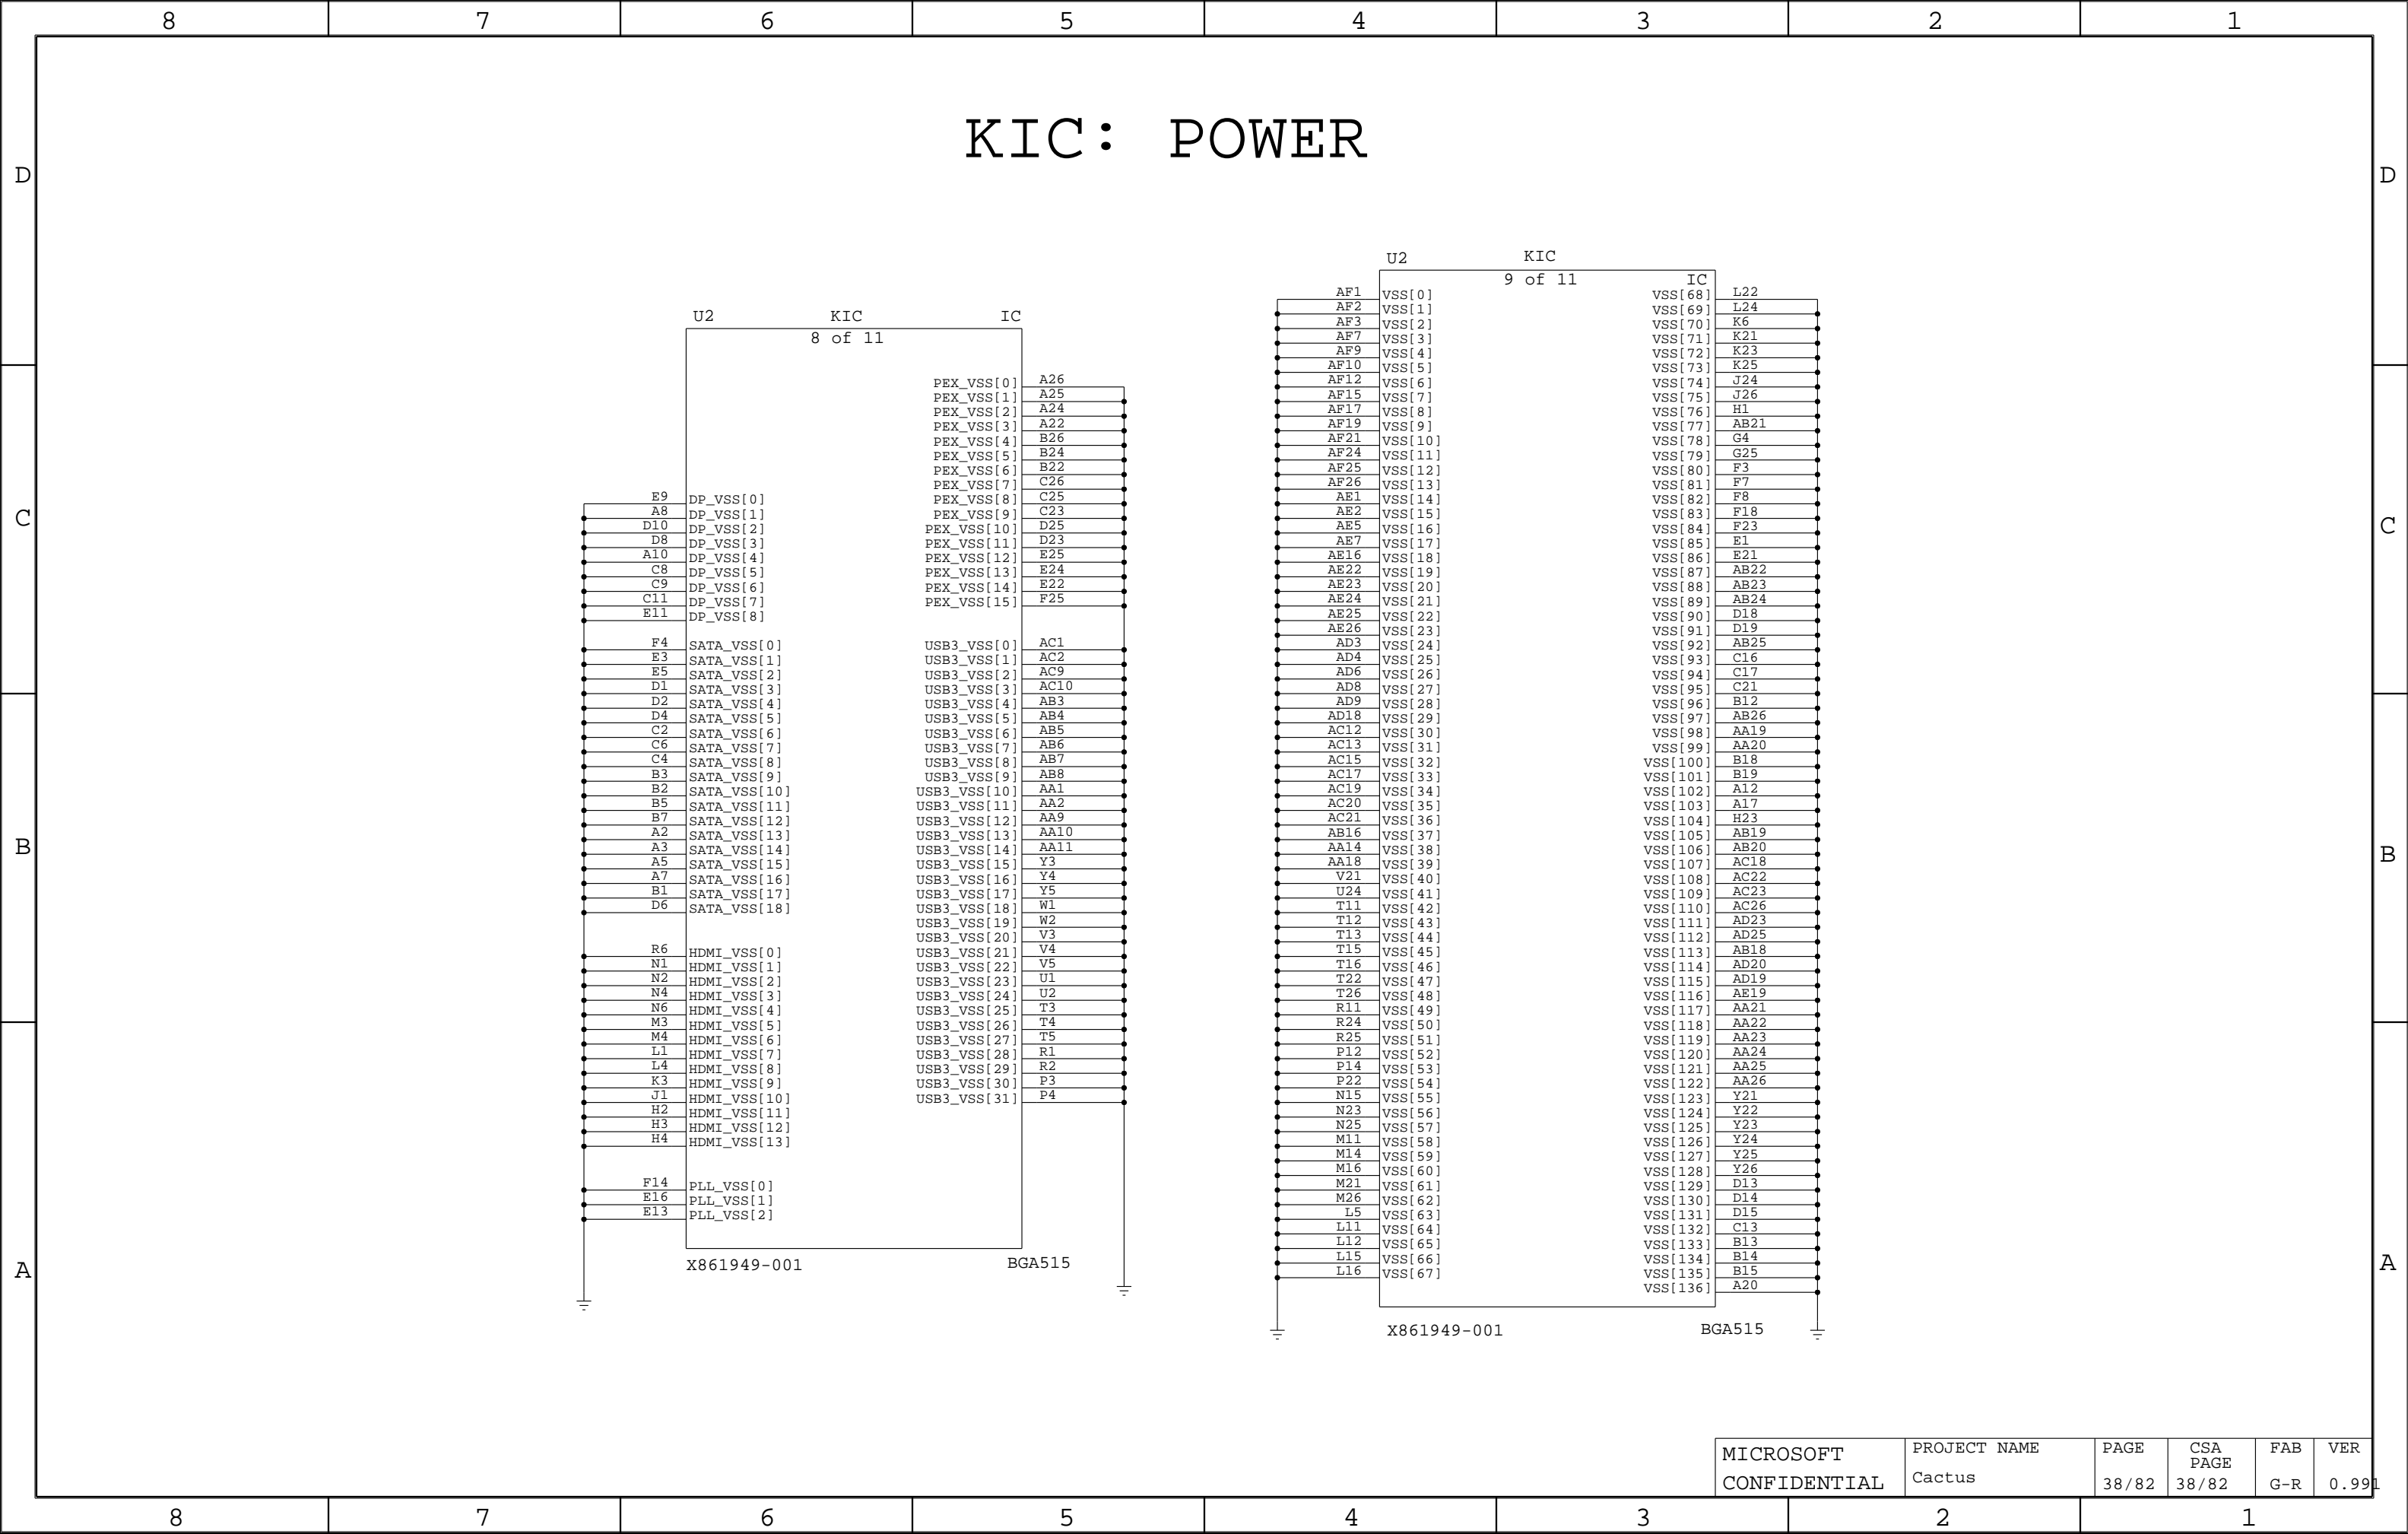 8 7 6 5 4 3 2 1
KIC: POWER
D D
C C
B B
A A
U2 KIC IC
8 of 11
PEX_VSS[0] A26
PEX_VSS[1] A25
PEX_VSS[2] A24
PEX_VSS[3] A22
PEX_VSS[4] B26
PEX_VSS[5] B24
PEX_VSS[6] B22
PEX_VSS[7] C26
E9 DP_VSS[0] PEX_VSS[8] C25
A8 DP_VSS[1] PEX_VSS[9] C23
D10 DP_VSS[2] PEX_VSS[10] D25
D8 DP_VSS[3] PEX_VSS[11] D23
A10 DP_VSS[4] PEX_VSS[12] E25
C8 DP_VSS[5] PEX_VSS[13] E24
C9 DP_VSS[6] PEX_VSS[14] E22
C11 DP_VSS[7] PEX_VSS[15] F25
E11 DP_VSS[8]
F4 SATA_VSS[0] USB3_VSS[0] AC1
E3 SATA_VSS[1] USB3_VSS[1] AC2
E5 SATA_VSS[2] USB3_VSS[2] AC9
D1 SATA_VSS[3] USB3_VSS[3] AC10
D2 SATA_VSS[4] USB3_VSS[4] AB3
D4 SATA_VSS[5] USB3_VSS[5] AB4
C2 SATA_VSS[6] USB3_VSS[6] AB5
C6 SATA_VSS[7] USB3_VSS[7] AB6
C4 SATA_VSS[8] USB3_VSS[8] AB7
B3 SATA_VSS[9] USB3_VSS[9] AB8
B2 SATA_VSS[10] USB3_VSS[10] AA1
B5 SATA_VSS[11] USB3_VSS[11] AA2
B7 SATA_VSS[12] USB3_VSS[12] AA9
A2 SATA_VSS[13] USB3_VSS[13] AA10
A3 SATA_VSS[14] USB3_VSS[14] AA11
A5 SATA_VSS[15] USB3_VSS[15] Y3
A7 SATA_VSS[16] USB3_VSS[16] Y4
B1 SATA_VSS[17] USB3_VSS[17] Y5
D6 SATA_VSS[18] USB3_VSS[18] W1
USB3_VSS[19] W2
USB3_VSS[20] V3
R6 HDMI_VSS[0] USB3_VSS[21] V4
N1 HDMI_VSS[1] USB3_VSS[22] V5
N2 HDMI_VSS[2] USB3_VSS[23] U1
N4 HDMI_VSS[3] USB3_VSS[24] U2
N6 HDMI_VSS[4] USB3_VSS[25] T3
M3 HDMI_VSS[5] USB3_VSS[26] T4
M4 HDMI_VSS[6] USB3_VSS[27] T5
L1 HDMI_VSS[7] USB3_VSS[28] R1
L4 HDMI_VSS[8] USB3_VSS[29] R2
K3 HDMI_VSS[9] USB3_VSS[30] P3
J1 HDMI_VSS[10] USB3_VSS[31] P4
H2 HDMI_VSS[11]
H3 HDMI_VSS[12]
H4 HDMI_VSS[13]
F14 PLL_VSS[0]
E16 PLL_VSS[1]
E13 PLL_VSS[2]
X861949-001 BGA515
U2 KIC
9 of 11 IC
AF1 VSS[0] VSS[68] L22
AF2 VSS[1] VSS[69] L24
AF3 VSS[2] VSS[70] K6
AF7 VSS[3] VSS[71] K21
AF9 VSS[4] VSS[72] K23
AF10 VSS[5] VSS[73] K25
AF12 VSS[6] VSS[74] J24
AF15 VSS[7] VSS[75] J26
AF17 VSS[8] VSS[76] H1
AF19 VSS[9] VSS[77] AB21
AF21 VSS[10] VSS[78] G4
AF24 VSS[11] VSS[79] G25
AF25 VSS[12] VSS[80] F3
AF26 VSS[13] VSS[81] F7
AE1 VSS[14] VSS[82] F8
AE2 VSS[15] VSS[83] F18
AE5 VSS[16] VSS[84] F23
AE7 VSS[17] VSS[85] E1
AE16 VSS[18] VSS[86] E21
AE22 VSS[19] VSS[87] AB22
AE23 VSS[20] VSS[88] AB23
AE24 VSS[21] VSS[89] AB24
AE25 VSS[22] VSS[90] D18
AE26 VSS[23] VSS[91] D19
AD3 VSS[24] VSS[92] AB25
AD4 VSS[25] VSS[93] C16
AD6 VSS[26] VSS[94] C17
AD8 VSS[27] VSS[95] C21
AD9 VSS[28] VSS[96] B12
AD18 VSS[29] VSS[97] AB26
AC12 VSS[30] VSS[98] AA19
AC13 VSS[31] VSS[99] AA20
AC15 VSS[32] VSS[100] B18
AC17 VSS[33] VSS[101] B19
AC19 VSS[34] VSS[102] A12
AC20 VSS[35] VSS[103] A17
AC21 VSS[36] VSS[104] H23
AB16 VSS[37] VSS[105] AB19
AA14 VSS[38] VSS[106] AB20
AA18 VSS[39] VSS[107] AC18
V21 VSS[40] VSS[108] AC22
U24 VSS[41] VSS[109] AC23
T11 VSS[42] VSS[110] AC26
T12 VSS[43] VSS[111] AD23
T13 VSS[44] VSS[112] AD25
T15 VSS[45] VSS[113] AB18
T16 VSS[46] VSS[114] AD20
T22 VSS[47] VSS[115] AD19
T26 VSS[48] VSS[116] AE19
R11 VSS[49] VSS[117] AA21
R24 VSS[50] VSS[118] AA22
R25 VSS[51] VSS[119] AA23
P12 VSS[52] VSS[120] AA24
P14 VSS[53] VSS[121] AA25
P22 VSS[54] VSS[122] AA26
N15 VSS[55] VSS[123] Y21
N23 VSS[56] VSS[124] Y22
N25 VSS[57] VSS[125] Y23
M11 VSS[58] VSS[126] Y24
M14 VSS[59] VSS[127] Y25
M16 VSS[60] VSS[128] Y26
M21 VSS[61] VSS[129] D13
M26 VSS[62] VSS[130] D14
L5 VSS[63] VSS[131] D15
L11 VSS[64] VSS[132] C13
L12 VSS[65] VSS[133] B13
L15 VSS[66] VSS[134] B14
L16 VSS[67] VSS[135] B15
VSS[136] A20
X861949-001 BGA515
MICROSOFT CONFIDENTIAL
PROJECT NAME
Cactus
PAGE
38/82
CSA PAGE
38/82
FAB
G-R
VER
0.991
8 7 6 5 4 3 2 1